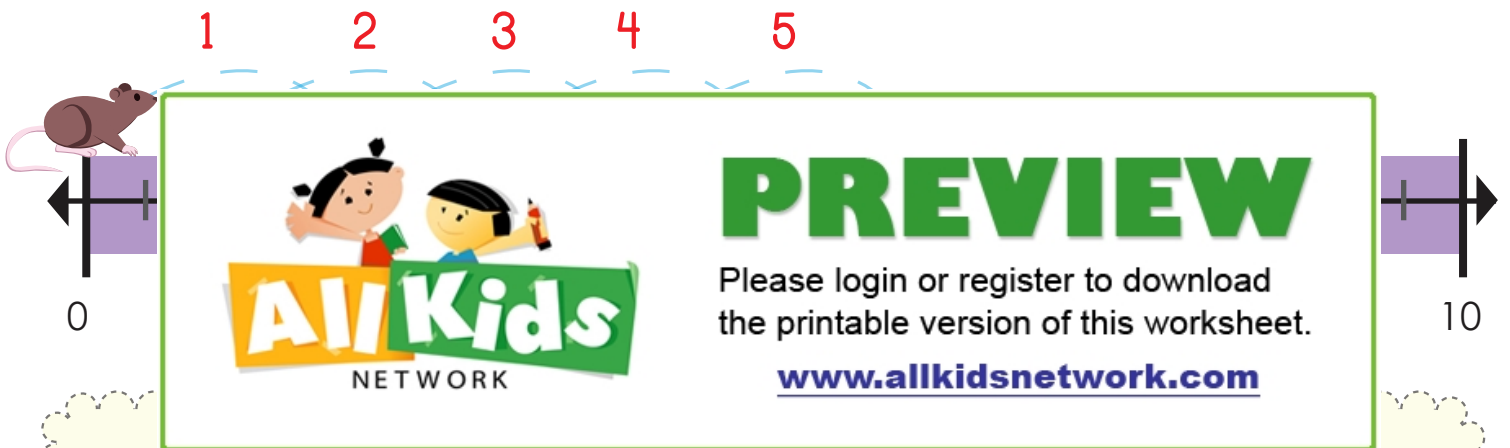 1 2 3 4 5
PREVIEW
Please login or register to download
the printable version of this worksheet.
www.allkidsnetwork.com
All Kids
NETWORK
0 10